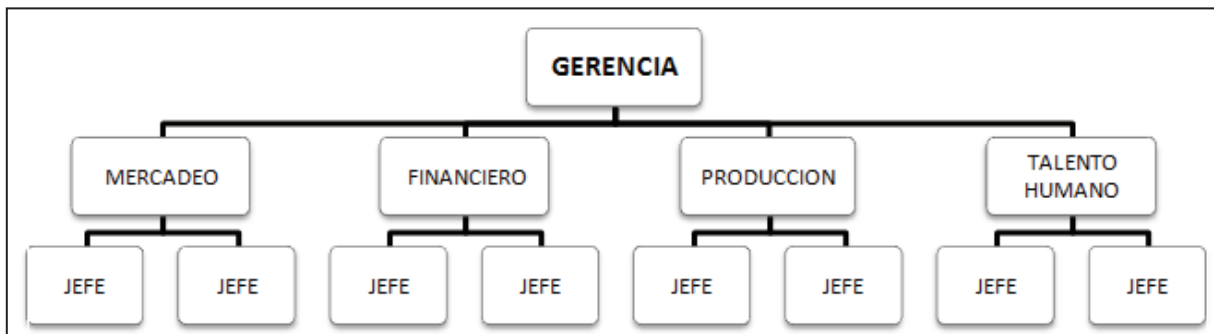 GERENCIA
MERCADEO
FINANCIERO
PRODUCCION
TALENTO
HUMANO
JEFE
JEFE
JEFE
JEFE
JEFE
JEFE
JEFE
JEFE